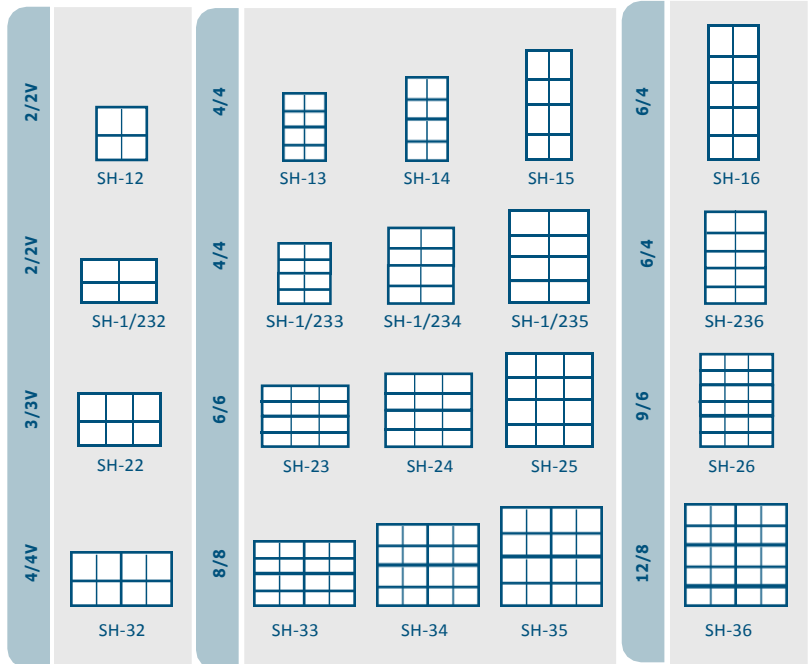 2/2V
SH-12
4/4
SH-13
SH-14
SH-15
6/4
SH-16
2/2V
SH-1/232
4/4
SH-1/233
SH-1/234
SH-1/235
6/4
SH-236
3/3V
SH-22
6/6
SH-23
SH-24
SH-25
9/6
SH-26
4/4V
SH-32
8/8
SH-33
SH-34
SH-35
12/8
SH-36